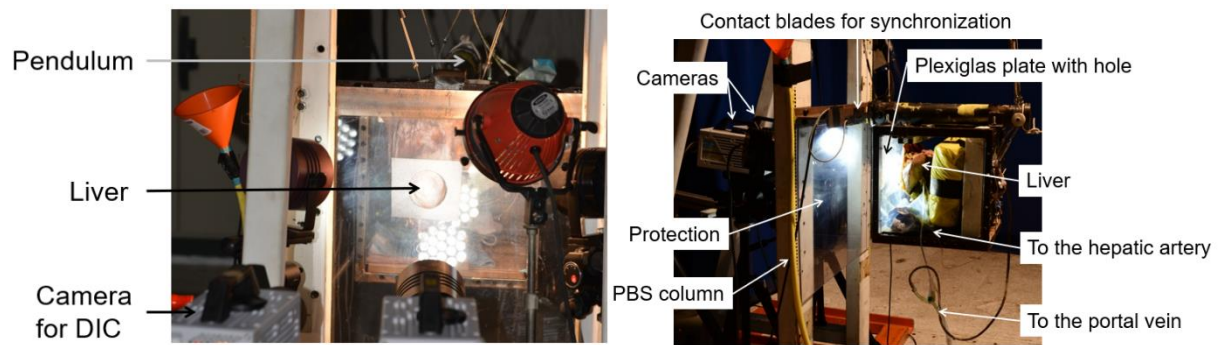 Pendulum
Liver
Camera
for DIC
Contact blades for synchronization
Cameras
Plexiglas plate with hole
Liver
Protection
To the hepatic artery
PBS column
To the portal vein